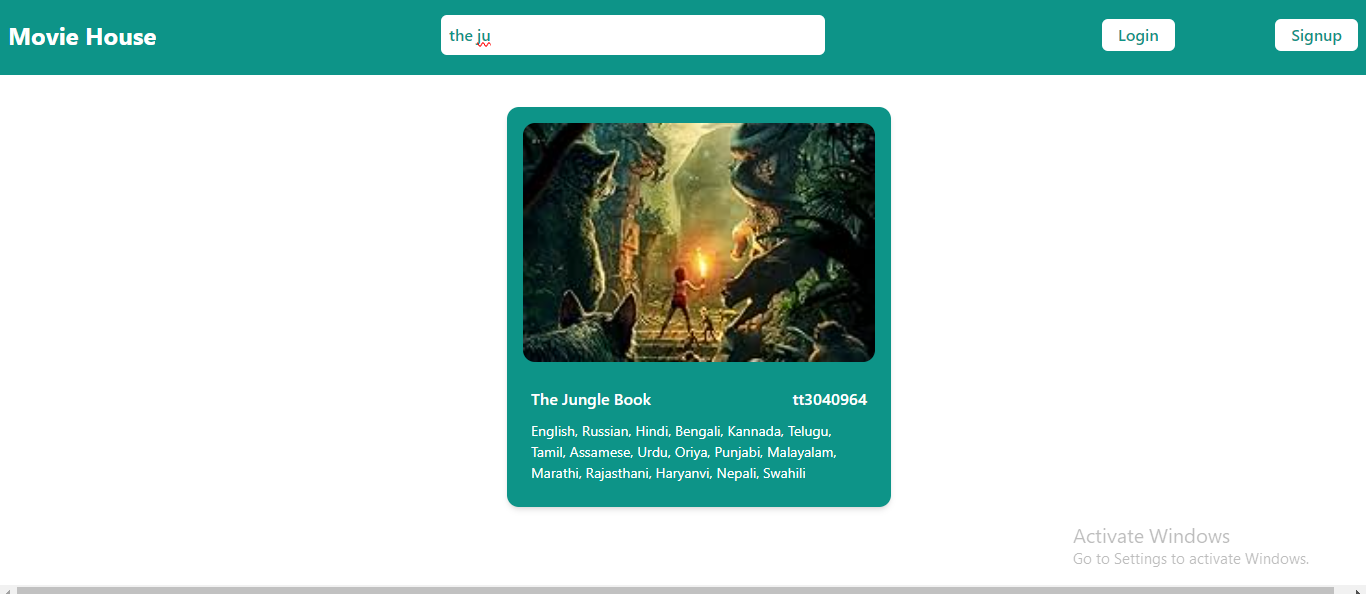 Movie House
the ju
Login
Signup
The Jungle Book
tt3040964
English, Russian, Hindi, Bengali, Kannada, Telugu,
Tamil, Assamese, Urdu, Oriya, Punjabi, Malayalam,
Marathi, Rajasthani, Haryanvi, Nepali, Swahili
Activate Windows
Go to Settings to activate Windows.